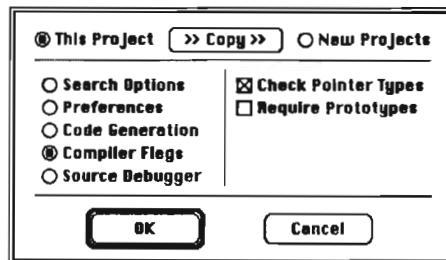 This Project >> Copy >> New Projects
Search Options
Preferences
Code Generation
Compiler Flags
Source Debugger
Check Pointer Types
Require Prototypes
OK Cancel